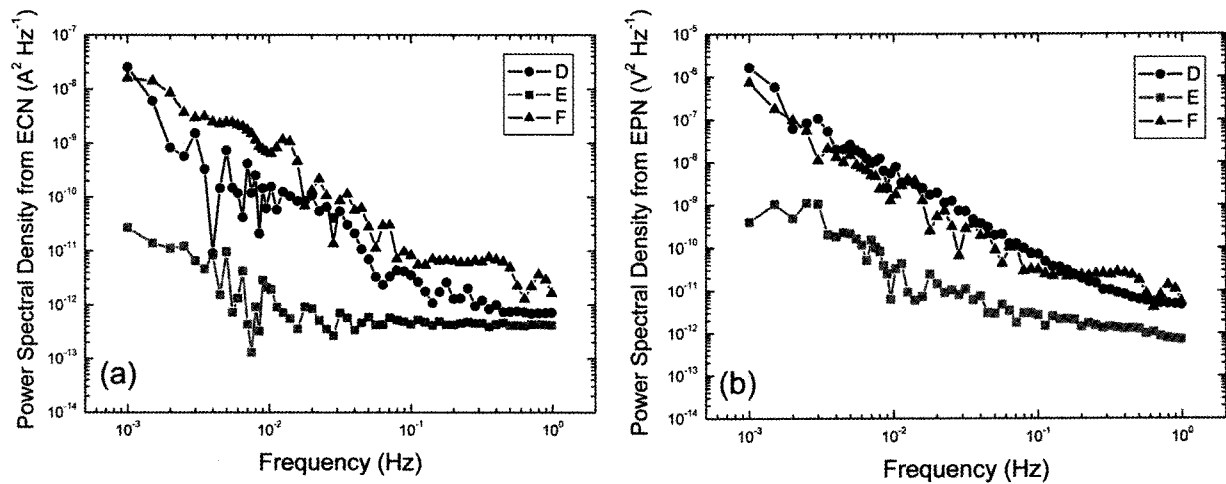 Power Spectral Density from ECN (A² Hz⁻¹)
10⁻⁷
10⁻⁸
10⁻⁹
10⁻¹⁰
10⁻¹¹
10⁻¹²
10⁻¹³
10⁻¹⁴
D
E
F
(a)
10⁻³
10⁻²
10⁻¹
10⁰
Frequency (Hz)
Power Spectral Density from EPN (V² Hz⁻¹)
10⁻⁵
10⁻⁶
10⁻⁷
10⁻⁸
10⁻⁹
10⁻¹⁰
10⁻¹¹
10⁻¹²
10⁻¹³
10⁻¹⁴
D
E
F
(b)
10⁻³
10⁻²
10⁻¹
10⁰
Frequency (Hz)